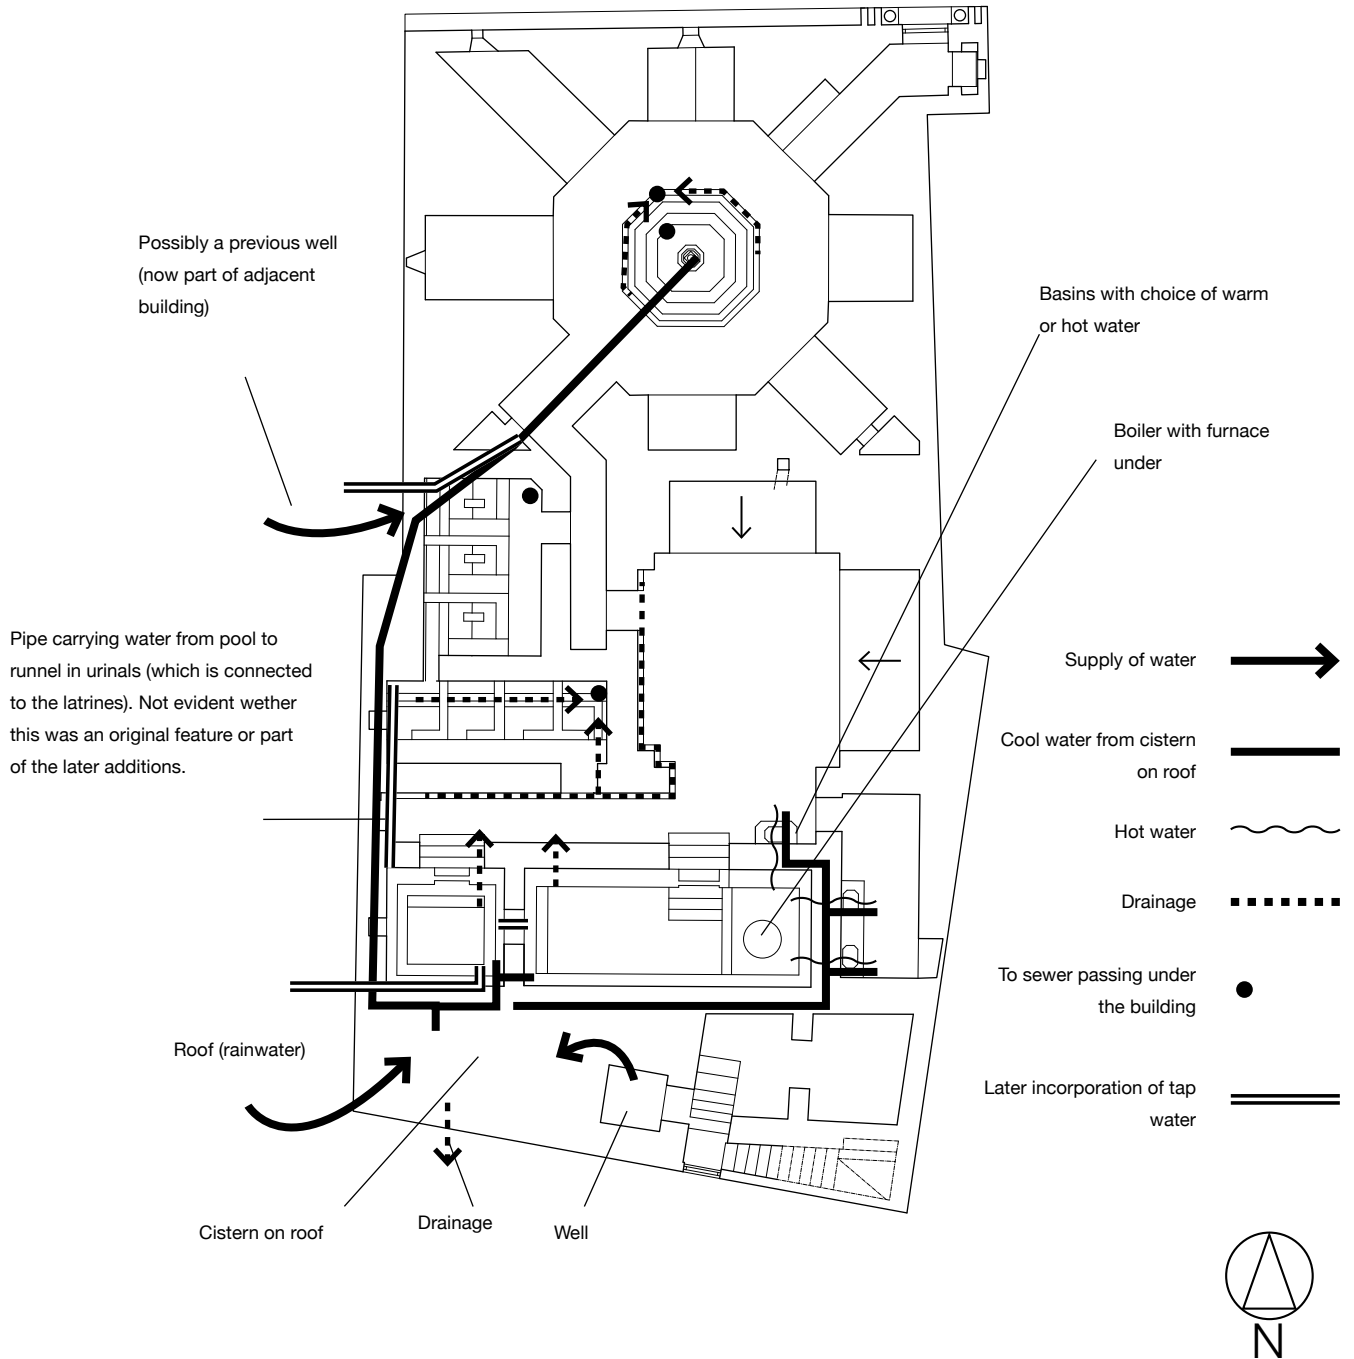 Possibly a previous well
(now part of adjacent
building)
Basins with choice of warm
or hot water
Boiler with furnace
under
Pipe carrying water from pool to
runnel in urinals (which is connected
to the latrines). Not evident wether
this was an original feature or part
of the later additions.
Supply of water
Cool water from cistern
on roof
Hot water
Drainage
To sewer passing under
the building
Later incorporation of tap
water
Roof (rainwater)
Cistern on roof
Drainage
Well
N